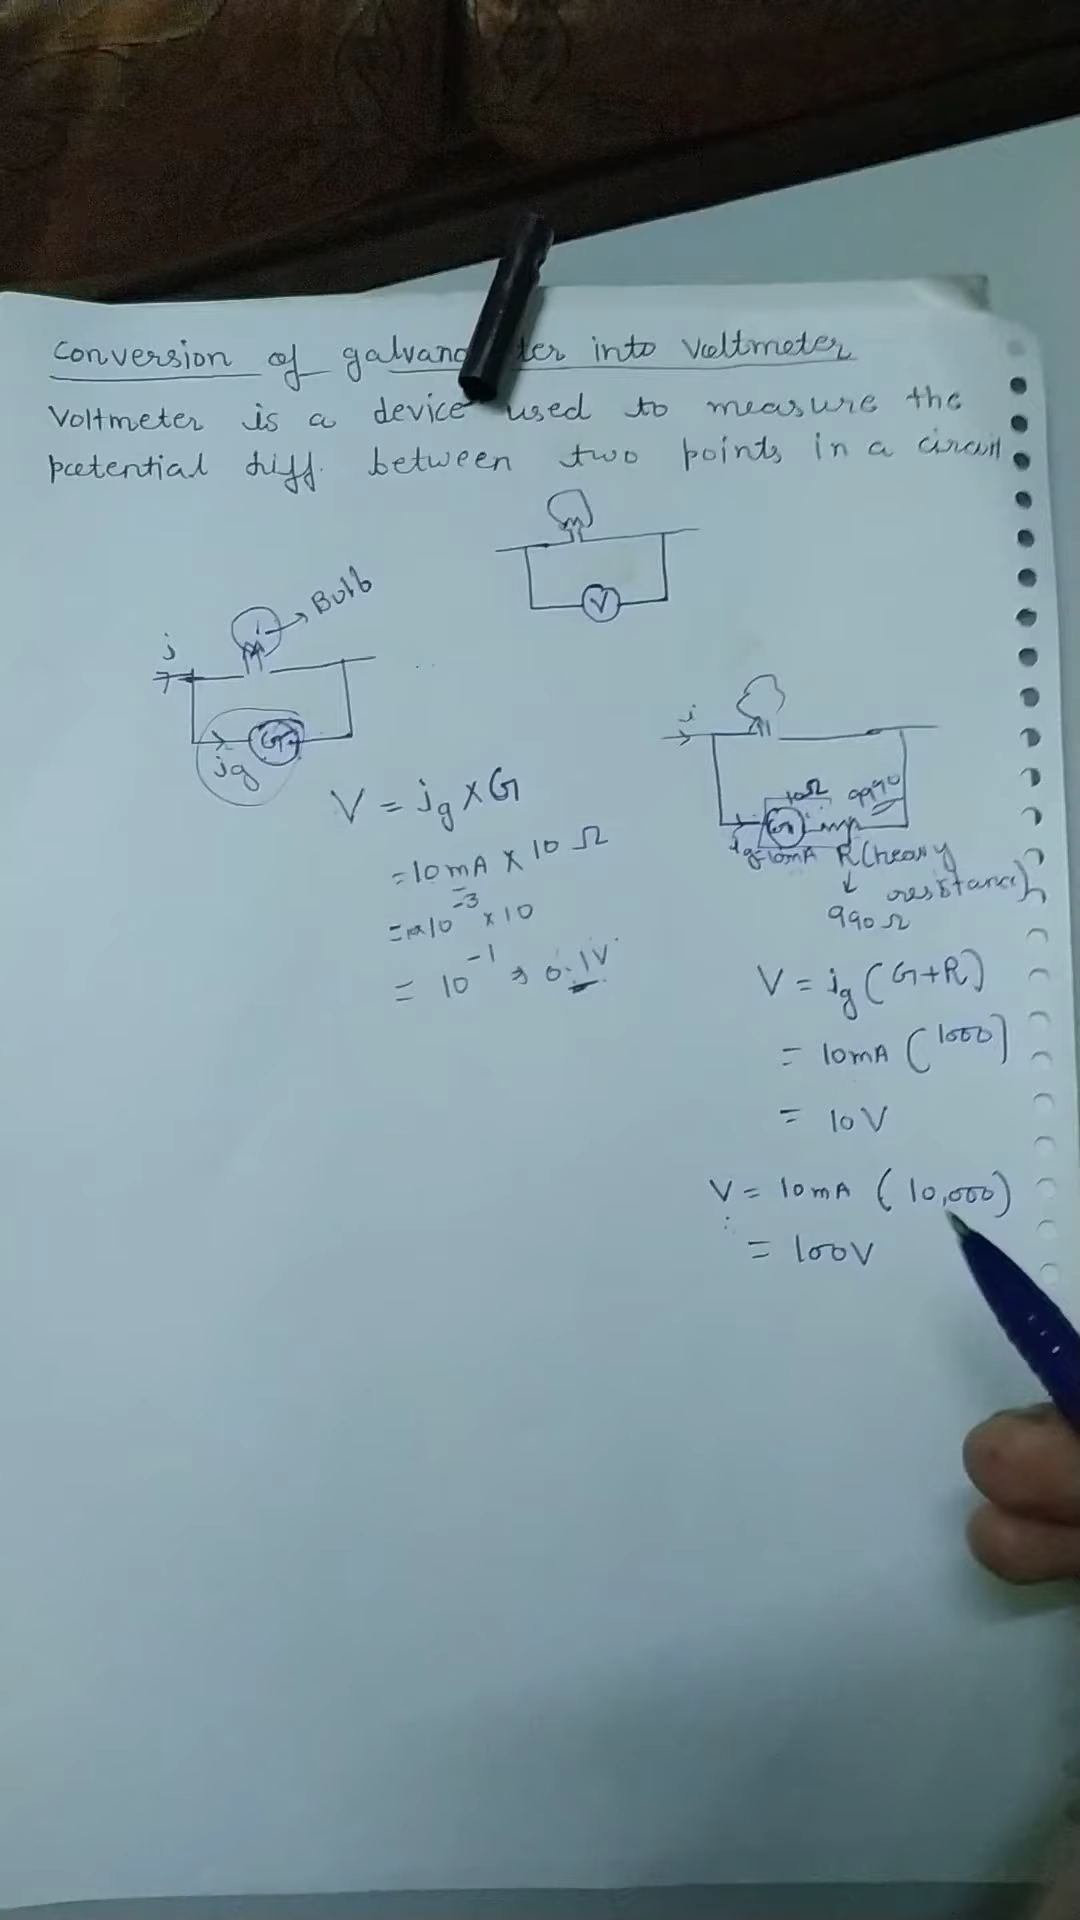 Conversion of galvano ter into Voltmeter
Voltmeter is a device used to measure the
potential diff. between two points in a circuit
V
Bulb
i
G
ig
V = ig × G
= 10mA × 10 Ω
= 10^-3 × 10
= 10^-1 → 0.1V
i
10Ω 9990
G
ig=10mA R (heavy
resistance)
↓
990Ω
V = ig (G+R)
= 10mA (1000)
= 10V
V = 10mA (10,000)
= 100V